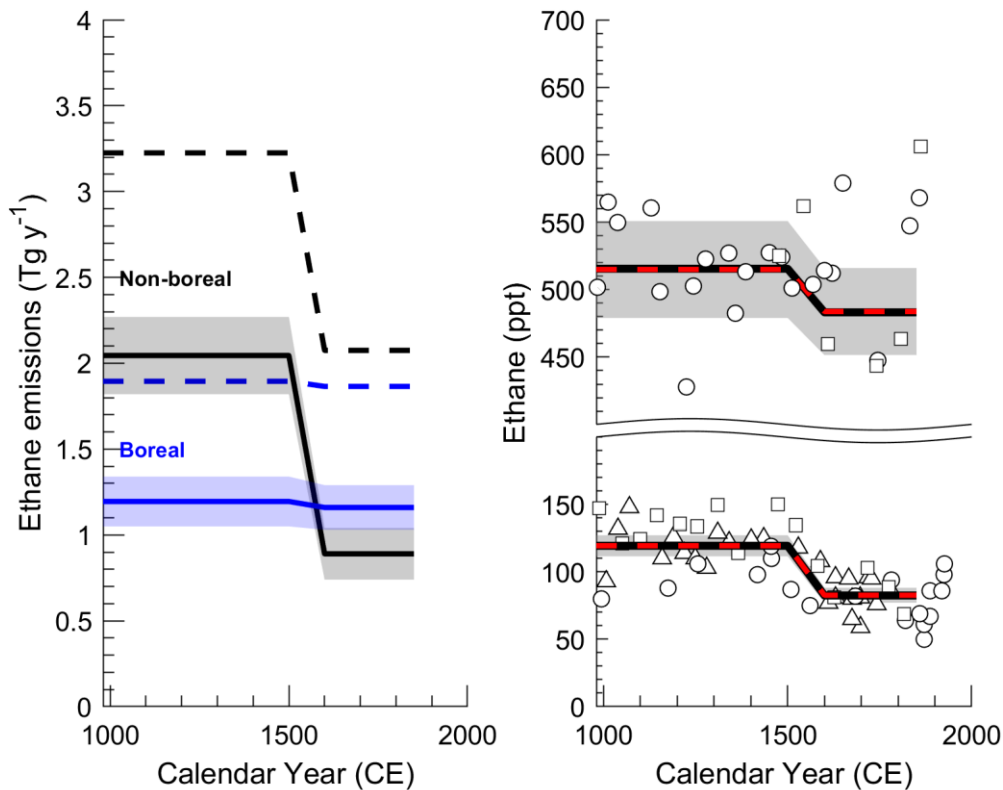 4
3.5
3
2.5
2
1.5
1
0.5
0
Ethane emissions (Tg y⁻¹)
Non-boreal
Boreal
1000 1500 2000
Calendar Year (CE)
700
650
600
550
500
450
150
100
50
0
Ethane (ppt)
1000 1500 2000
Calendar Year (CE)